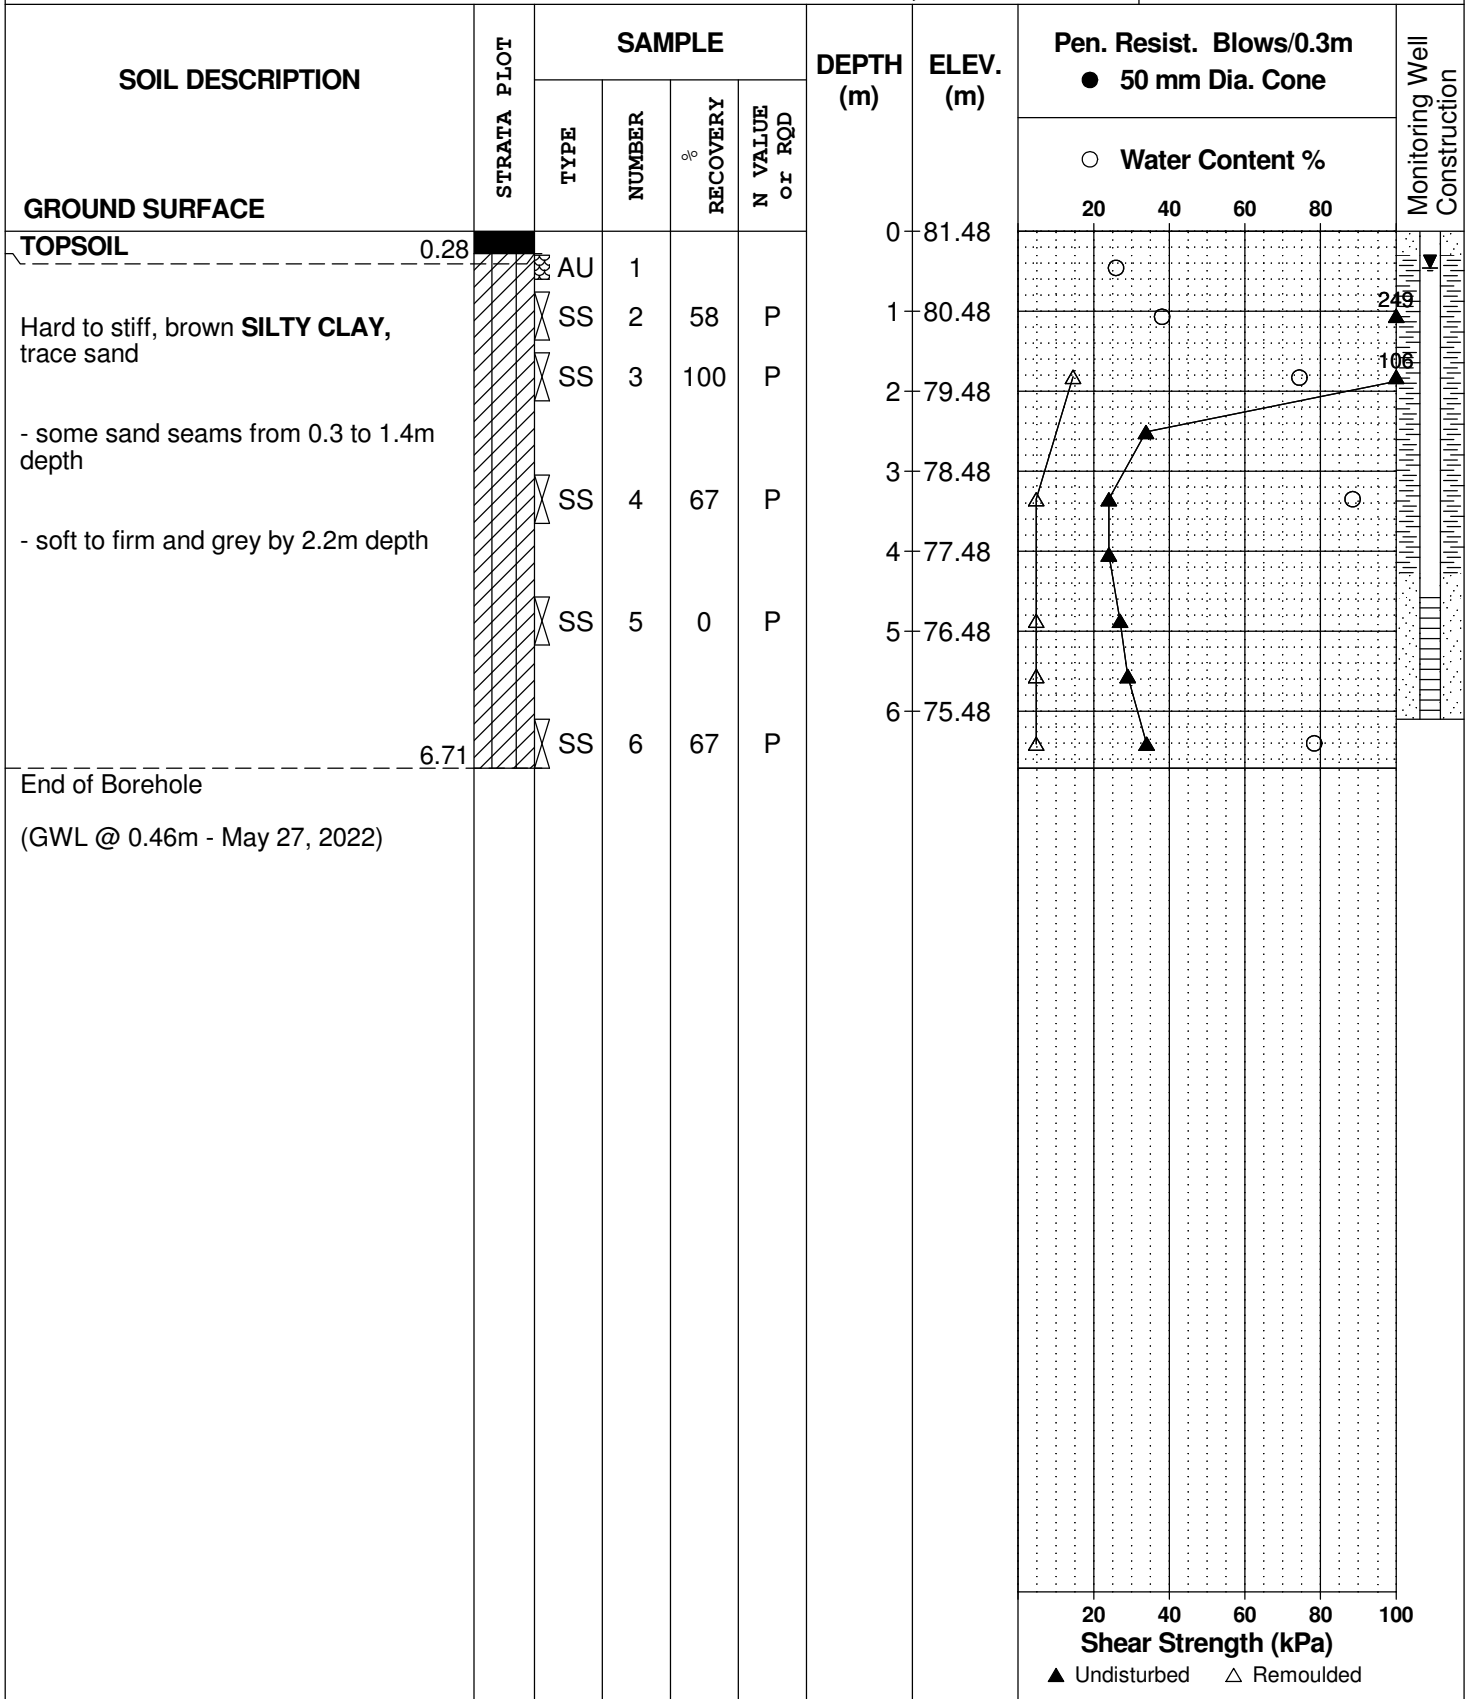 SOIL DESCRIPTION
GROUND SURFACE
STRATA PLOT
SAMPLE
TYPE
NUMBER
%
RECOVERY
N VALUE
or RQD
DEPTH
(m)
ELEV.
(m)
Pen. Resist. Blows/0.3m
● 50 mm Dia. Cone
○ Water Content %
20 40 60 80
Monitoring Well
Construction
TOPSOIL 0.28
0 81.48
AU 1
Hard to stiff, brown SILTY CLAY,
trace sand
SS 2 58 P
1 80.48
249
SS 3 100 P
2 79.48
106
- some sand seams from 0.3 to 1.4m
depth
3 78.48
SS 4 67 P
- soft to firm and grey by 2.2m depth
4 77.48
SS 5 0 P
5 76.48
6 75.48
SS 6 67 P
6.71
End of Borehole
(GWL @ 0.46m - May 27, 2022)
20 40 60 80 100
Shear Strength (kPa)
▲ Undisturbed △ Remoulded